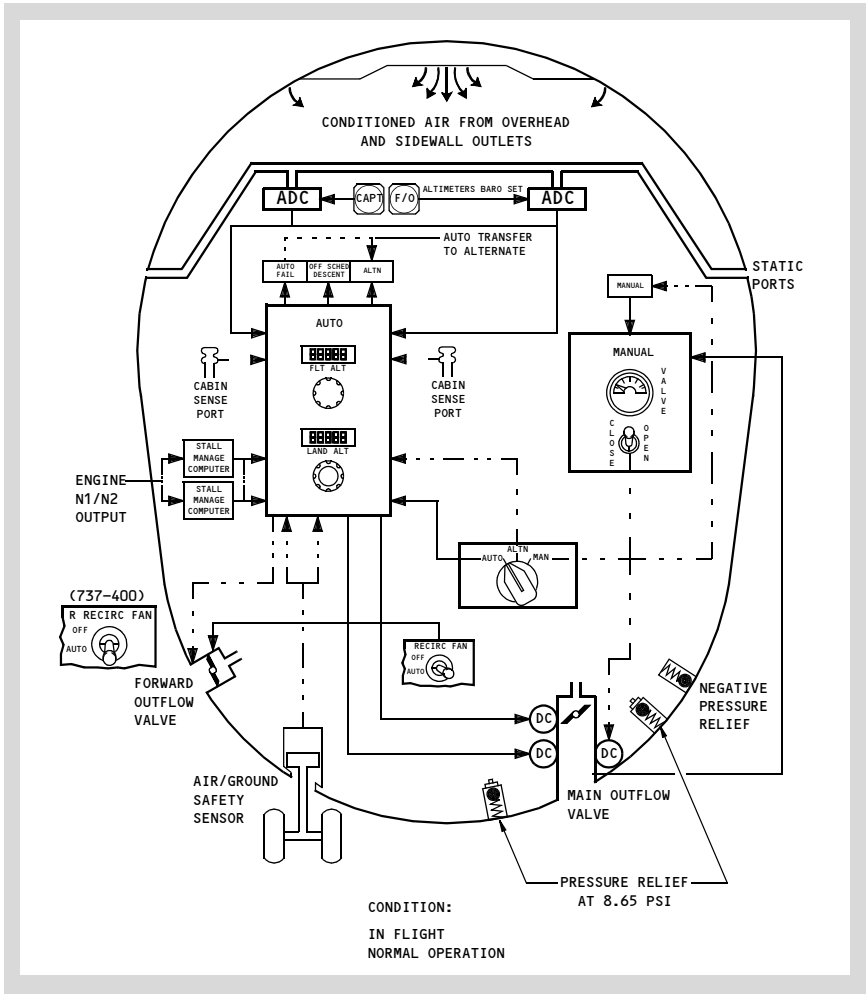 CONDITIONED AIR FROM OVERHEAD
AND SIDEWALL OUTLETS
ADC
CAPT
F/O
ALTIMETERS BARO SET
ADC
AUTO TRANSFER
TO ALTERNATE
AUTO
FAIL
OFF SCHED
DESCENT
ALTN
STATIC
PORTS
MANUAL
AUTO
88888
FLT ALT
CABIN
SENSE
PORT
CABIN
SENSE
PORT
MANUAL
VALVE
CLOSE
OPEN
88888
LAND ALT
STALL
MANAGE
COMPUTER
STALL
MANAGE
COMPUTER
ENGINE
N1/N2
OUTPUT
AUTO
ALTN
MAN
(737-400)
R RECIRC FAN
OFF
AUTO
RECIRC FAN
OFF
AUTO
FORWARD
OUTFLOW
VALVE
NEGATIVE
PRESSURE
RELIEF
DC
DC
DC
AIR/GROUND
SAFETY
SENSOR
MAIN OUTFLOW
VALVE
PRESSURE RELIEF
AT 8.65 PSI
CONDITION:
IN FLIGHT
NORMAL OPERATION